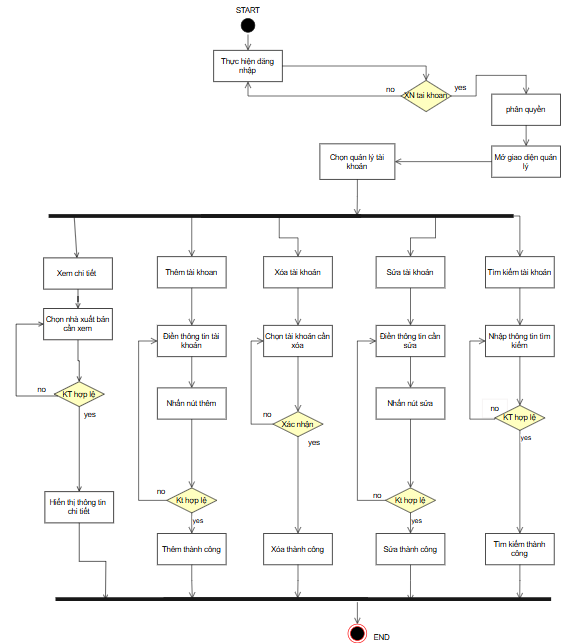 START
Thực hiện đăng
nhập
no
XN tai khoan
yes
phân quyền
Chọn quản lý tài
khoản
Mở giao diện quản
lý
Xem chi tiết
Thêm tài khoan
Xóa tài khoản
Sửa tài khoản
Tìm kiếm tài khoản
Chọn nhà xuất bản
cần xem
Điền thông tin tài
khoản
Chọn tài khoản cần
xóa
Điền thông tin cần
sửa
Nhập thông tin tìm
kiếm
no
KT hợp lệ
yes
Nhấn nút thêm
no
Xác nhận
yes
Nhấn nút sửa
no
KT hợp lệ
yes
no
Kt hợp lệ
yes
no
Kt hợp lệ
yes
Hiển thị thông tin
chi tiết
Thêm thành công
Xóa thành công
Sửa thành công
Tìm kiếm thành
công
END